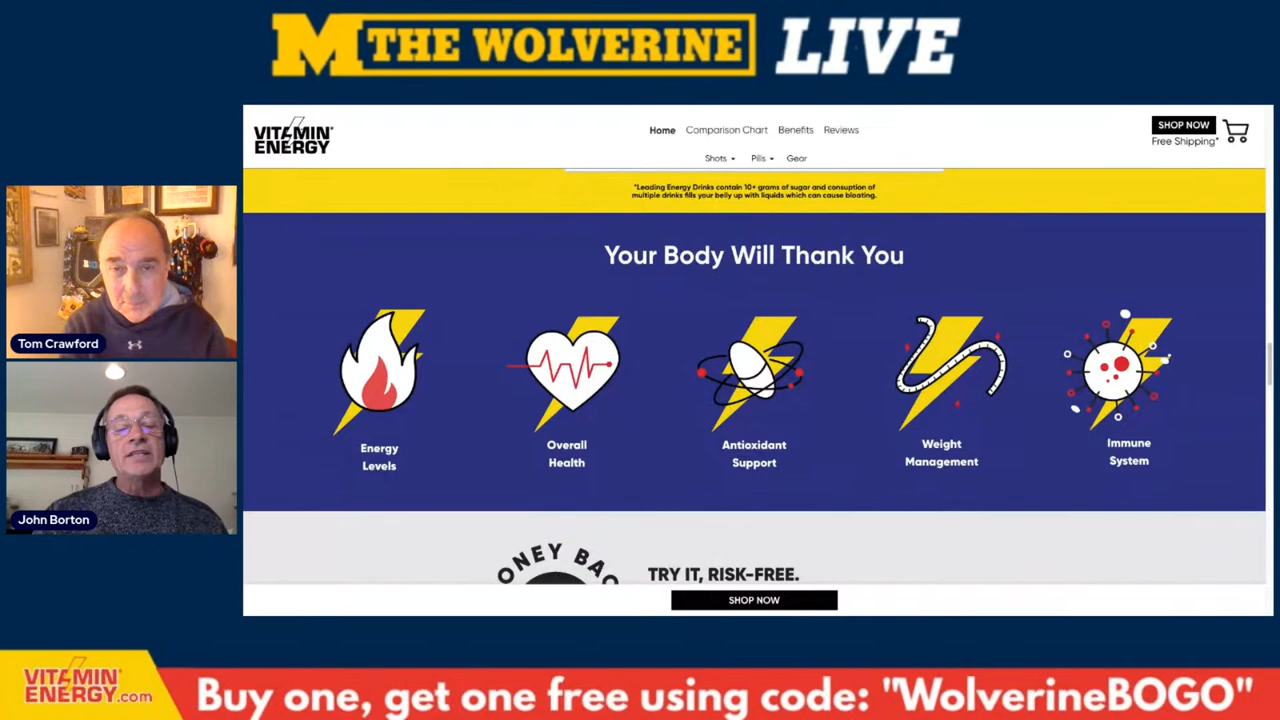 M THE WOLVERINE LIVE
VITAMIN®
ENERGY
Home Comparison Chart Benefits Reviews
SHOP NOW
Free Shipping*
Shots Pills Gear
*Leading Energy Drinks contain 10+ grams of sugar and consuption of
multiple drinks fills your belly up with liquids which can cause bloating.
Your Body Will Thank You
Energy
Levels
Overall
Health
Antioxidant
Support
Weight
Management
Immune
System
Tom Crawford
John Borton
ONEY BAC
TRY IT, RISK-FREE.
SHOP NOW
VITAMIN®
ENERGY.com
Buy one, get one free using code: "WolverineBOGO"